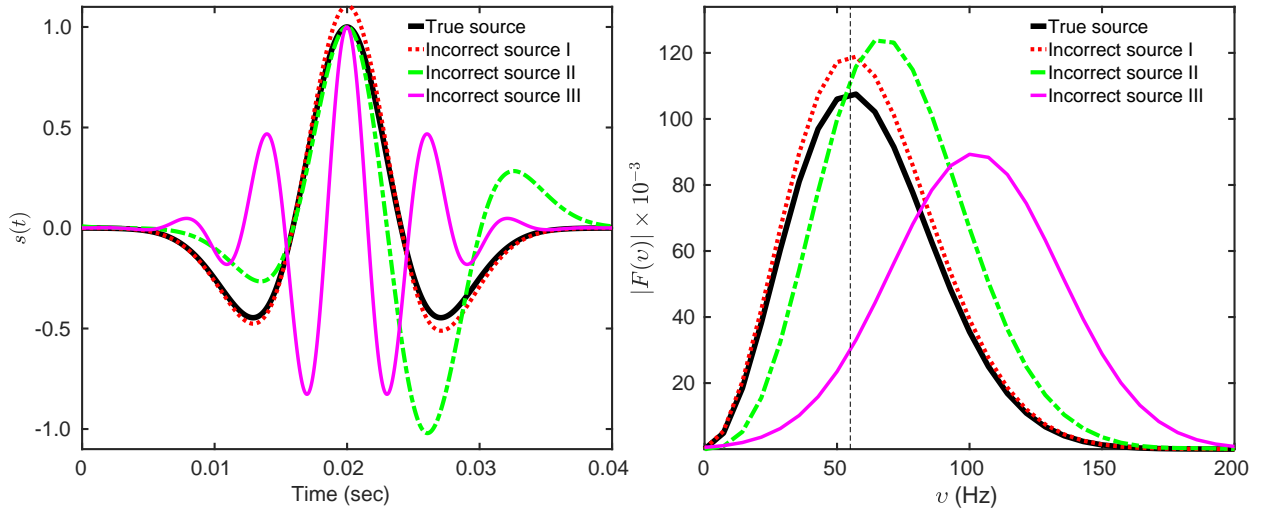 1.0
0.5
0.0
-0.5
-1.0
s(t)
0
0.01
0.02
0.03
0.04
Time (sec)
True source
Incorrect source I
Incorrect source II
Incorrect source III
120
100
80
60
40
20
|F(υ)| × 10⁻³
0
50
100
150
200
υ (Hz)
True source
Incorrect source I
Incorrect source II
Incorrect source III